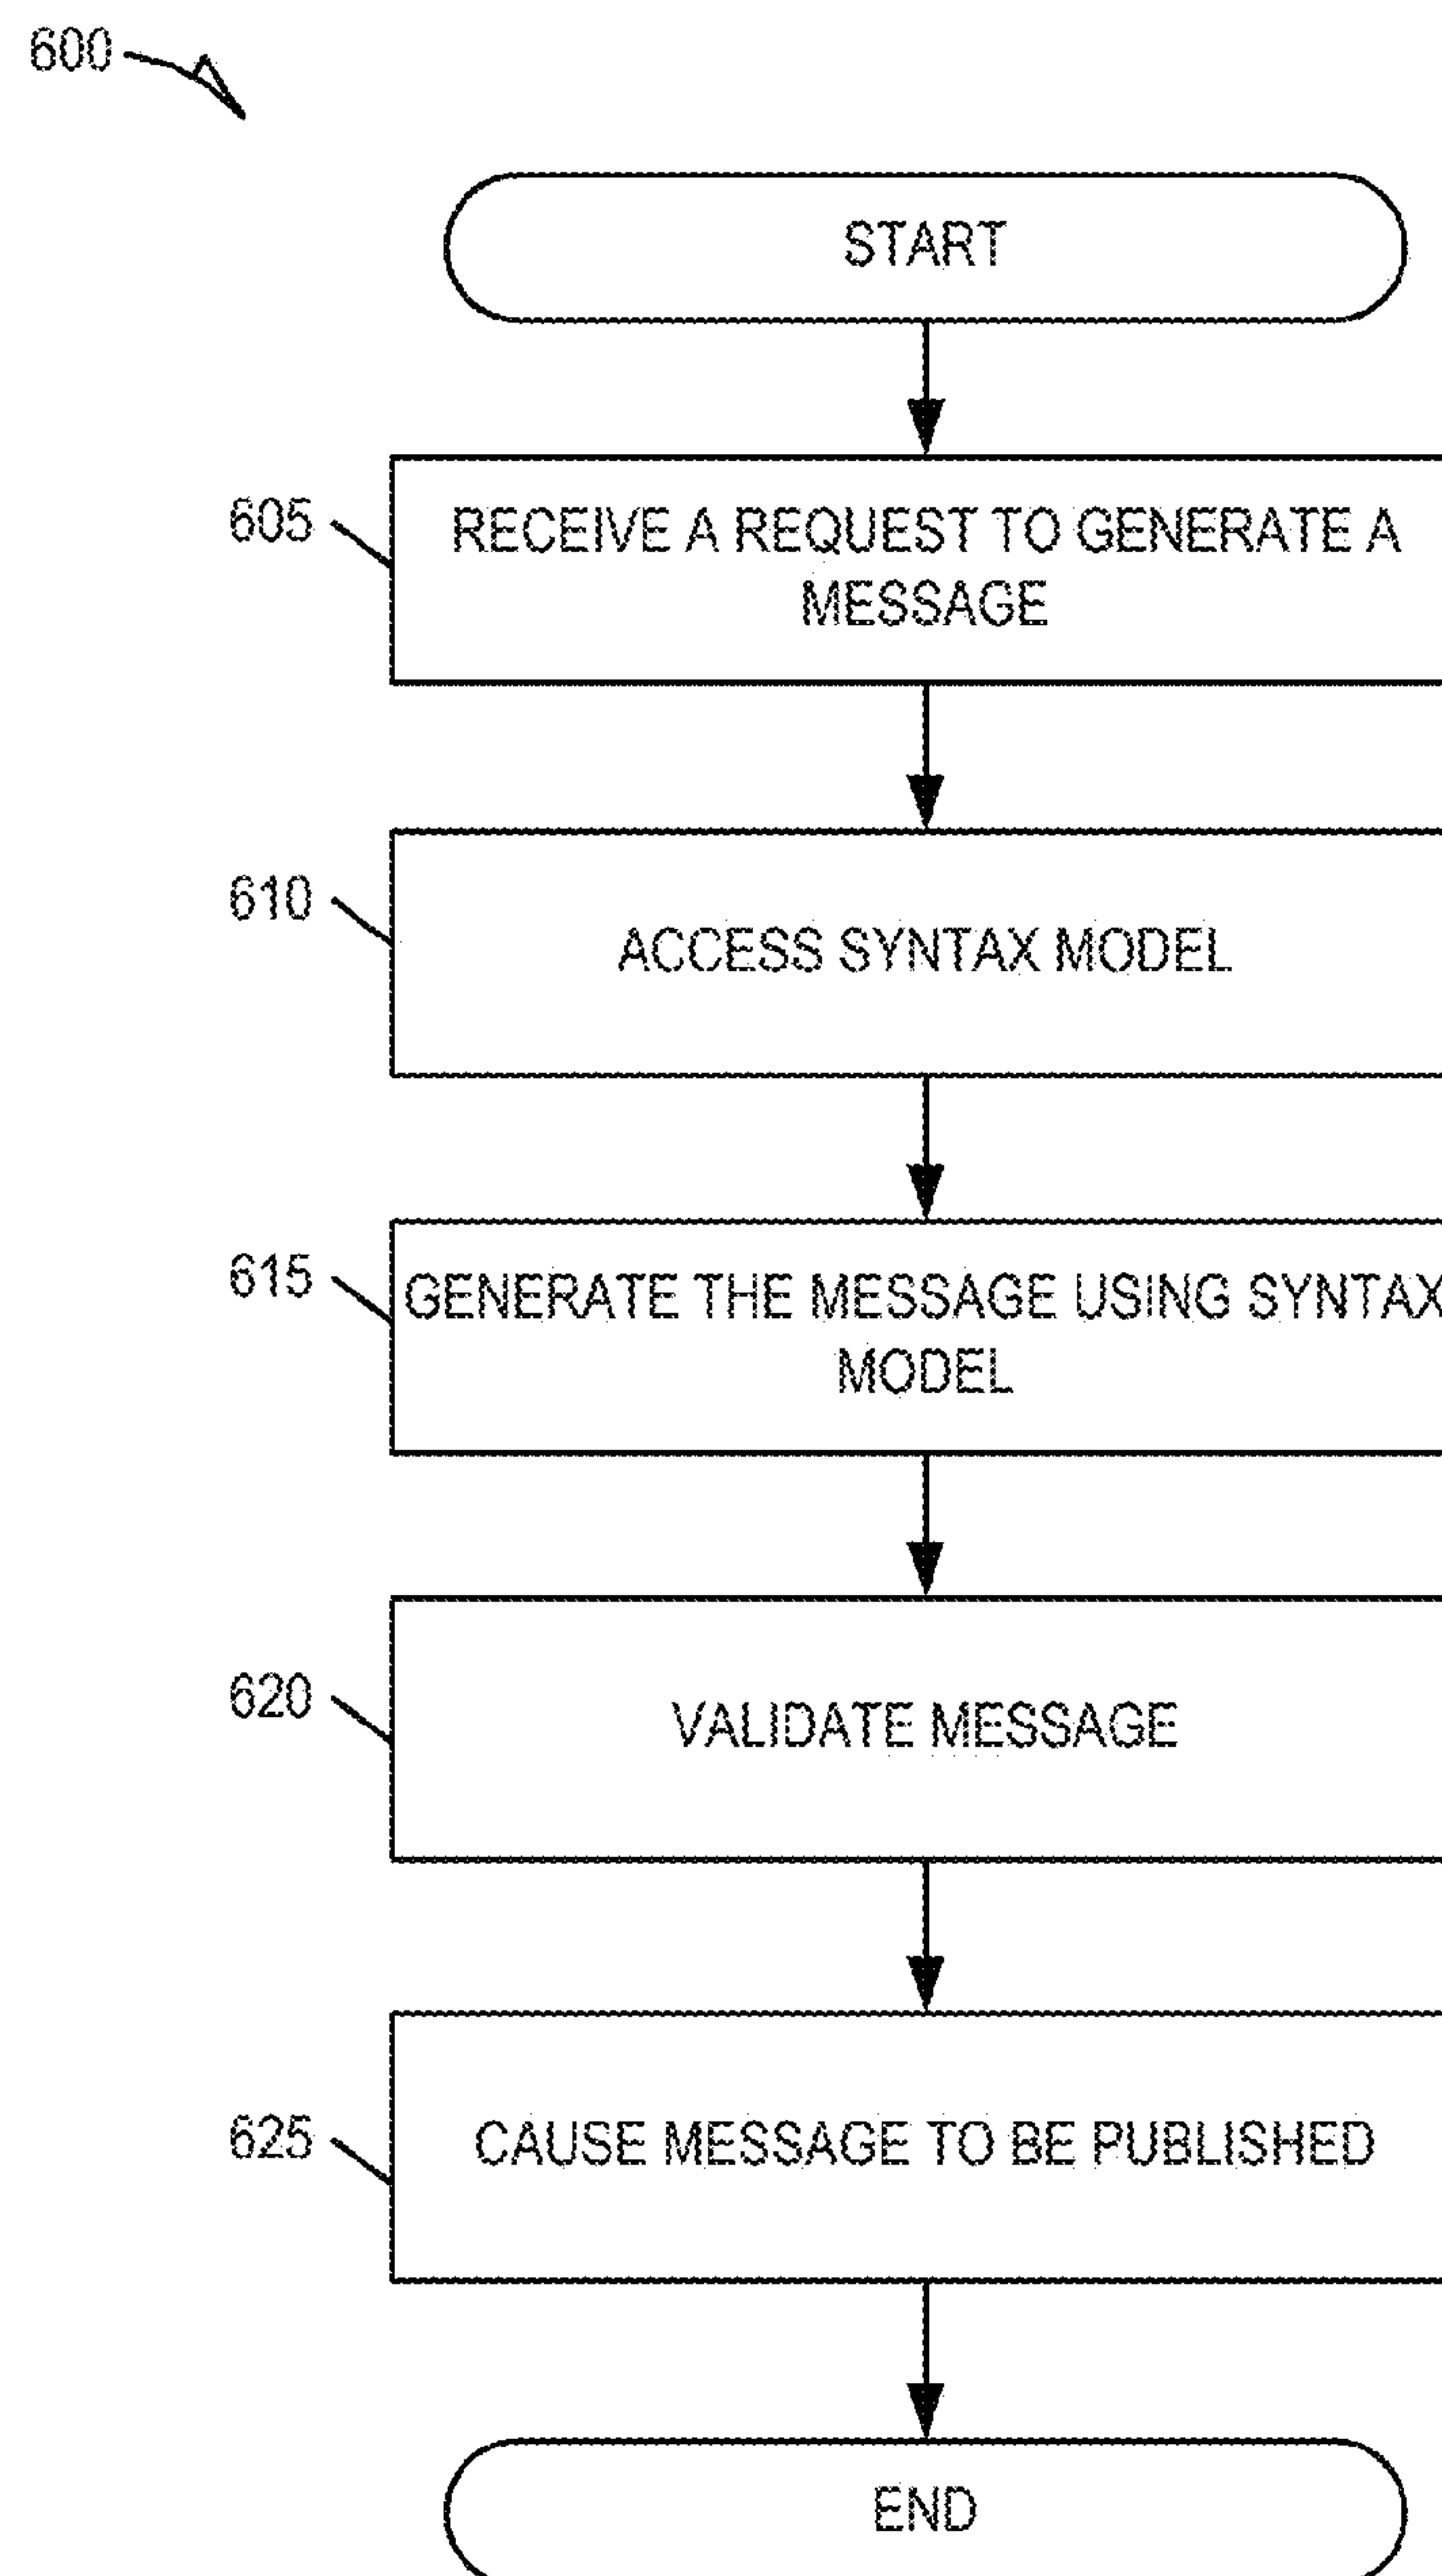 600
START
605
RECEIVE A REQUEST TO GENERATE A
MESSAGE
610
ACCESS SYNTAX MODEL
615
GENERATE THE MESSAGE USING SYNTAX
MODEL
620
VALIDATE MESSAGE
625
CAUSE MESSAGE TO BE PUBLISHED
END